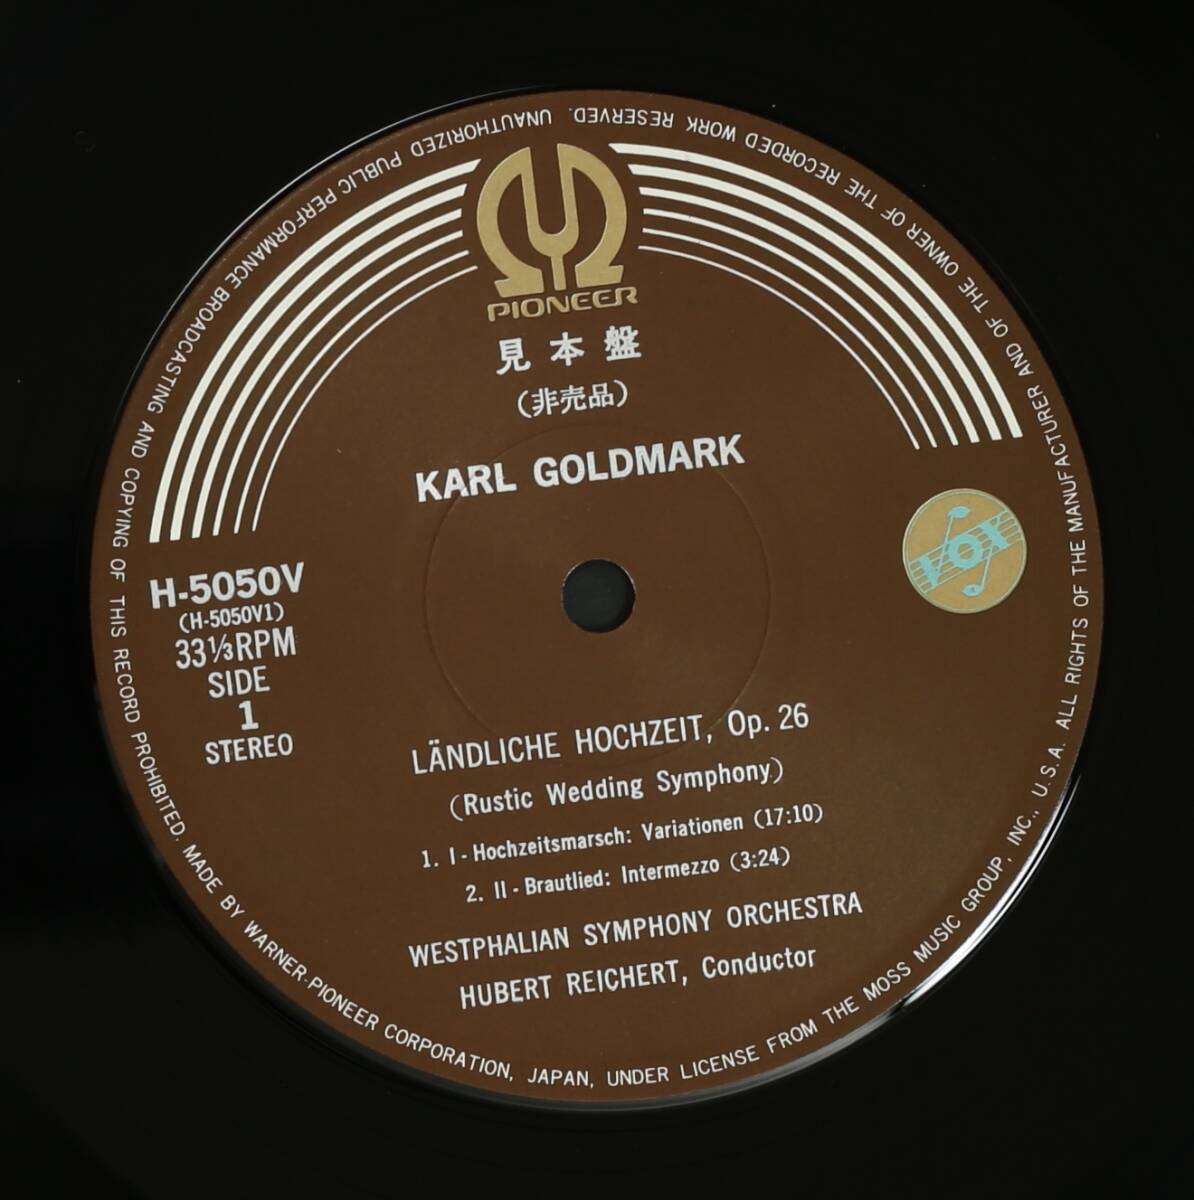 PIONEER
見本盤
(非売品)
KARL GOLDMARK
VOX
H-5050V
(H-5050V1)
33⅓RPM
SIDE
1
STEREO
LÄNDLICHE HOCHZEIT, Op. 26
(Rustic Wedding Symphony)
1. I - Hochzeitsmarsch: Variationen (17:10)
2. II - Brautlied: Intermezzo (3:24)
WESTPHALIAN SYMPHONY ORCHESTRA
HUBERT REICHERT, Conductor
MADE BY WARNER-PIONEER CORPORATION, JAPAN, UNDER LICENSE FROM THE MOSS MUSIC GROUP, INC., U.S.A. ALL RIGHTS OF THE MANUFACTURER AND OF THE OWNER OF THE RECORDED WORK RESERVED. UNAUTHORIZED PUBLIC PERFORMANCE BROADCASTING AND COPYING OF THIS RECORD PROHIBITED.